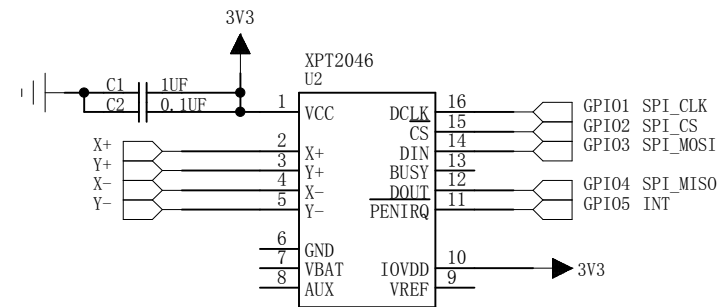 3V3
XPT2046
U2
C1 1UF
C2 0.1UF
1 VCC DCLK 16 GPIO1 SPI_CLK
CS 15 GPIO2 SPI_CS
X+ 2 X+ DIN 14 GPIO3 SPI_MOSI
Y+ 3 Y+ BUSY 13
X- 4 X- DOUT 12 GPIO4 SPI_MISO
Y- 5 Y- PENIRQ 11 GPIO5 INT
6 GND
7 VBAT IOVDD 10 3V3
8 AUX VREF 9